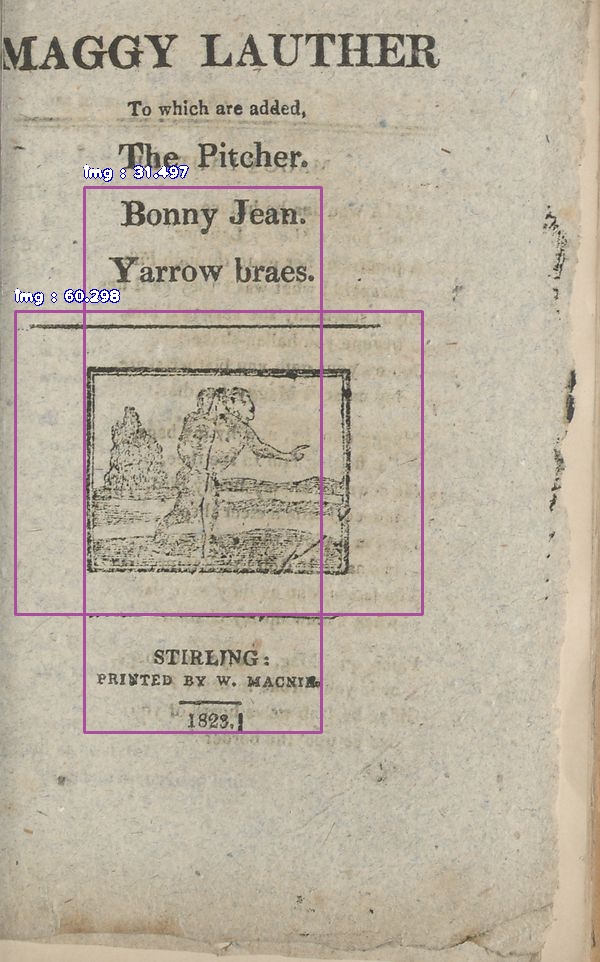 MAGGY LAUTHER
To which are added,
The Pitcher.
img : 31.497
Bonny Jean.
Yarrow braes.
img : 60.298
STIRLING:
PRINTED BY W. MACNIE.
1823.